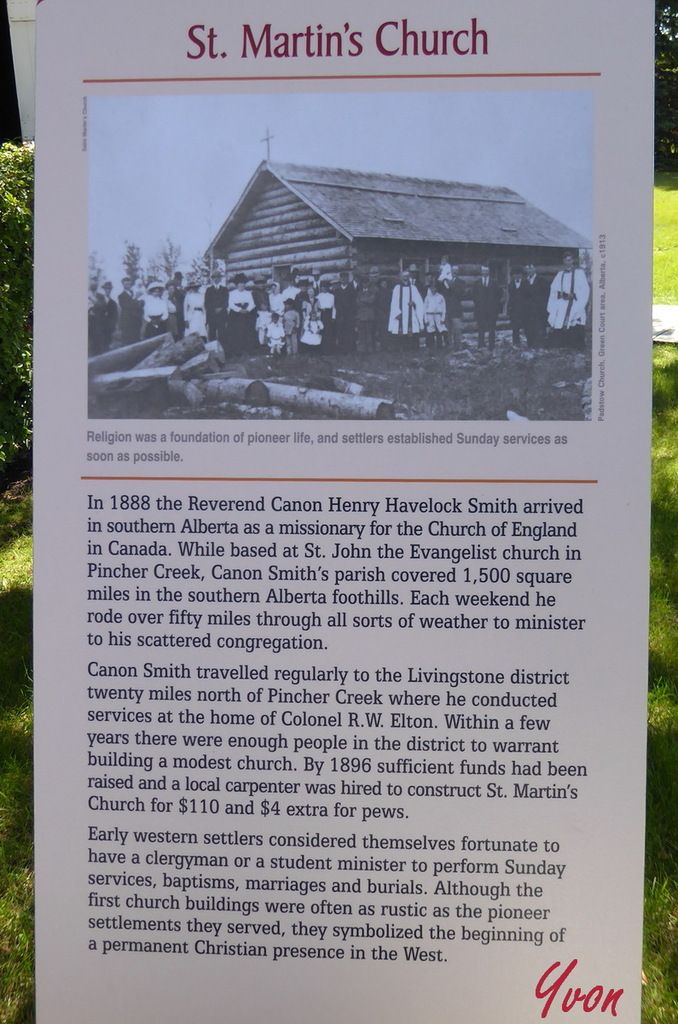 St. Martin's Church
Padstow Church, Green Court area, Alberta, c1913
Religion was a foundation of pioneer life, and settlers established Sunday services as
soon as possible.
In 1888 the Reverend Canon Henry Havelock Smith arrived
in southern Alberta as a missionary for the Church of England
in Canada. While based at St. John the Evangelist church in
Pincher Creek, Canon Smith's parish covered 1,500 square
miles in the southern Alberta foothills. Each weekend he
rode over fifty miles through all sorts of weather to minister
to his scattered congregation.
Canon Smith travelled regularly to the Livingstone district
twenty miles north of Pincher Creek where he conducted
services at the home of Colonel R.W. Elton. Within a few
years there were enough people in the district to warrant
building a modest church. By 1896 sufficient funds had been
raised and a local carpenter was hired to construct St. Martin's
Church for $110 and $4 extra for pews.
Early western settlers considered themselves fortunate to
have a clergyman or a student minister to perform Sunday
services, baptisms, marriages and burials. Although the
first church buildings were often as rustic as the pioneer
settlements they served, they symbolized the beginning of
a permanent Christian presence in the West.
Yvon